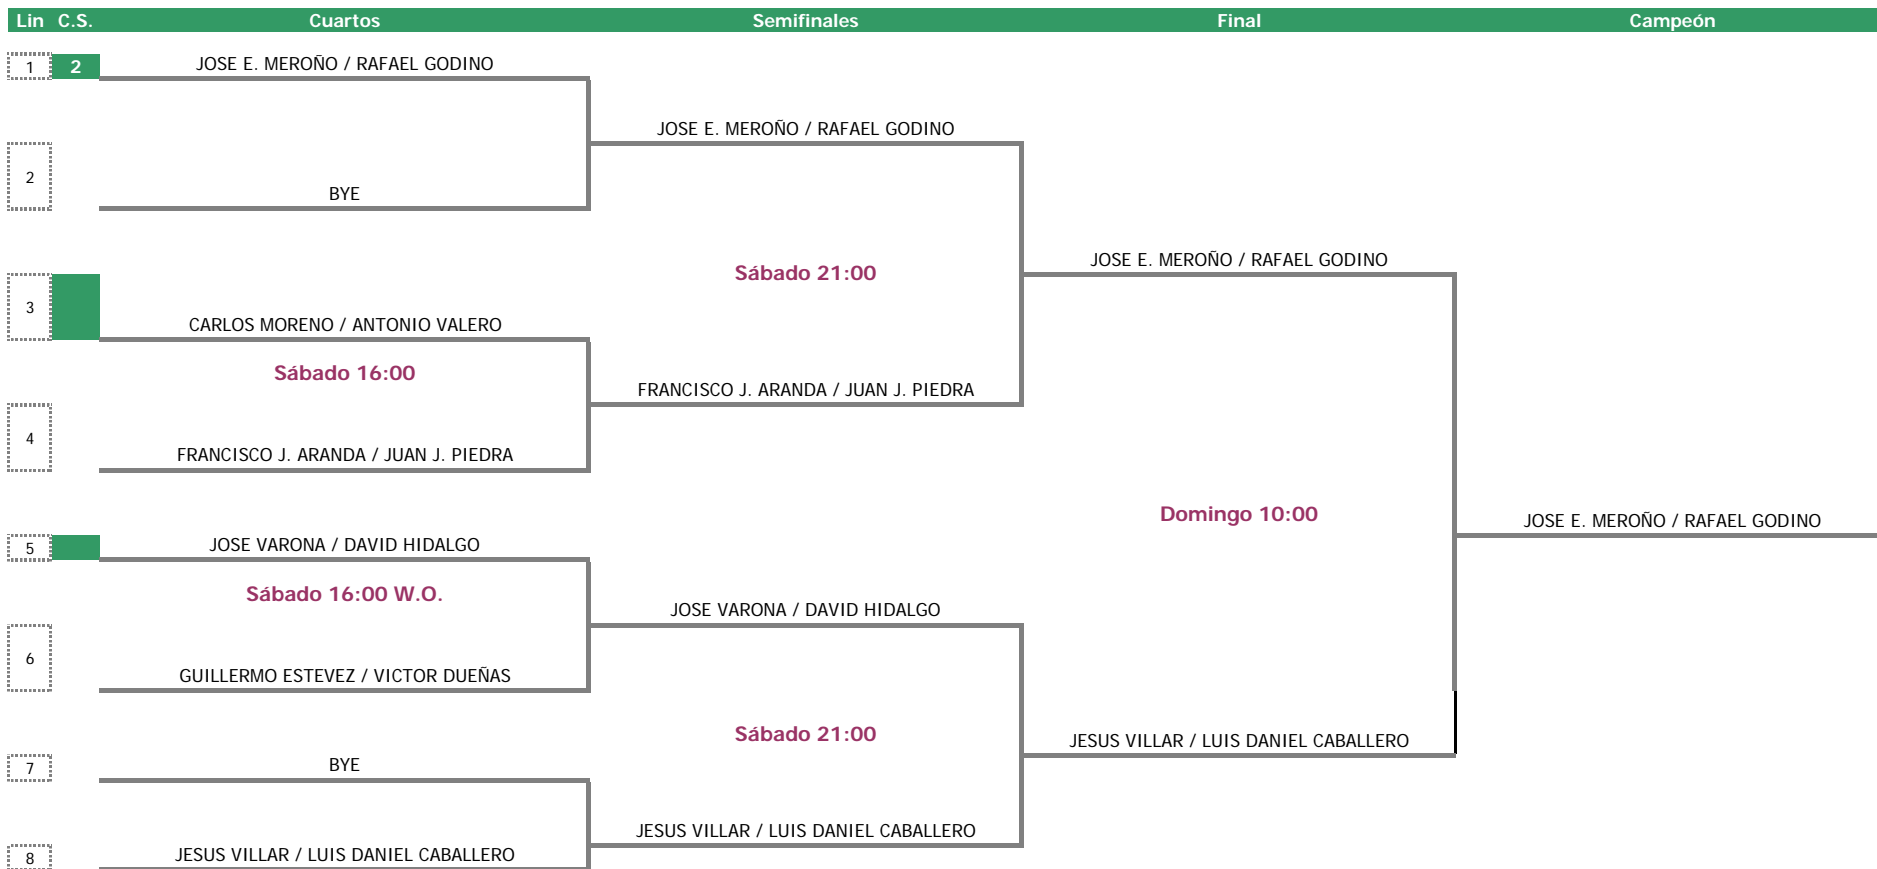 Lin C.S. Cuartos Semifinales Final Campeón
1 2 JOSE E. MEROÑO / RAFAEL GODINO
JOSE E. MEROÑO / RAFAEL GODINO
2
BYE
JOSE E. MEROÑO / RAFAEL GODINO
Sábado 21:00
3
CARLOS MORENO / ANTONIO VALERO
Sábado 16:00
FRANCISCO J. ARANDA / JUAN J. PIEDRA
4
FRANCISCO J. ARANDA / JUAN J. PIEDRA
Domingo 10:00
JOSE E. MEROÑO / RAFAEL GODINO
5 JOSE VARONA / DAVID HIDALGO
Sábado 16:00 W.O.
JOSE VARONA / DAVID HIDALGO
6
GUILLERMO ESTEVEZ / VICTOR DUEÑAS
Sábado 21:00
JESUS VILLAR / LUIS DANIEL CABALLERO
7 BYE
JESUS VILLAR / LUIS DANIEL CABALLERO
8 JESUS VILLAR / LUIS DANIEL CABALLERO